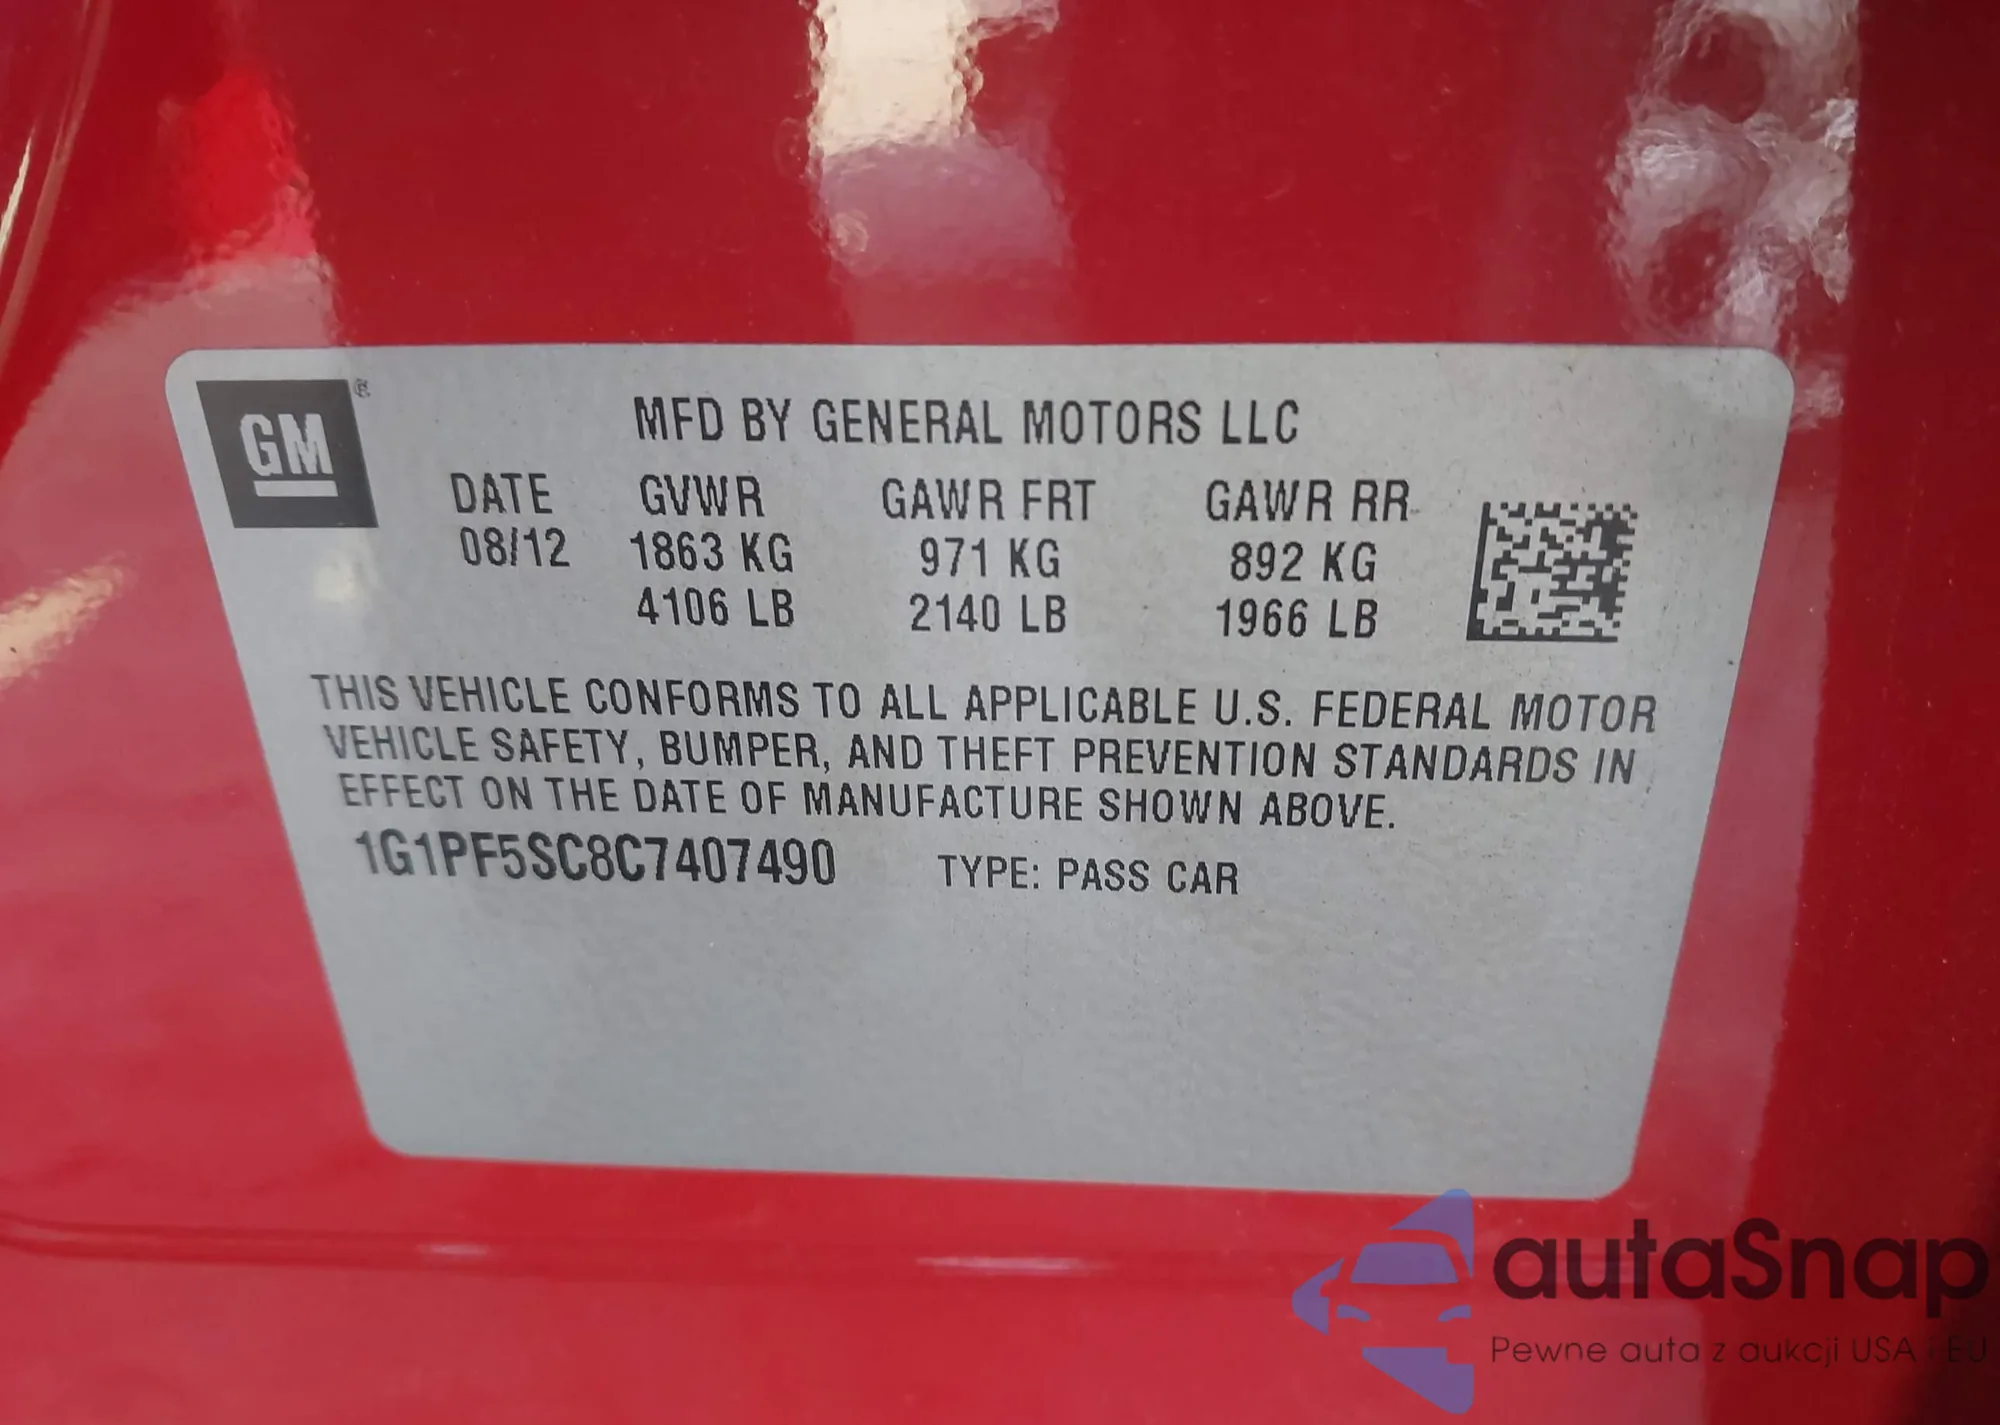 GM
MFD BY GENERAL MOTORS LLC
DATE GVWR GAWR FRT GAWR RR
08/12 1863 KG 971 KG 892 KG
4106 LB 2140 LB 1966 LB
THIS VEHICLE CONFORMS TO ALL APPLICABLE U.S. FEDERAL MOTOR
VEHICLE SAFETY, BUMPER, AND THEFT PREVENTION STANDARDS IN
EFFECT ON THE DATE OF MANUFACTURE SHOWN ABOVE.
1G1PF5SC8C7407490 TYPE: PASS CAR
autaSnap
Pewne auta z aukcji USA i EU